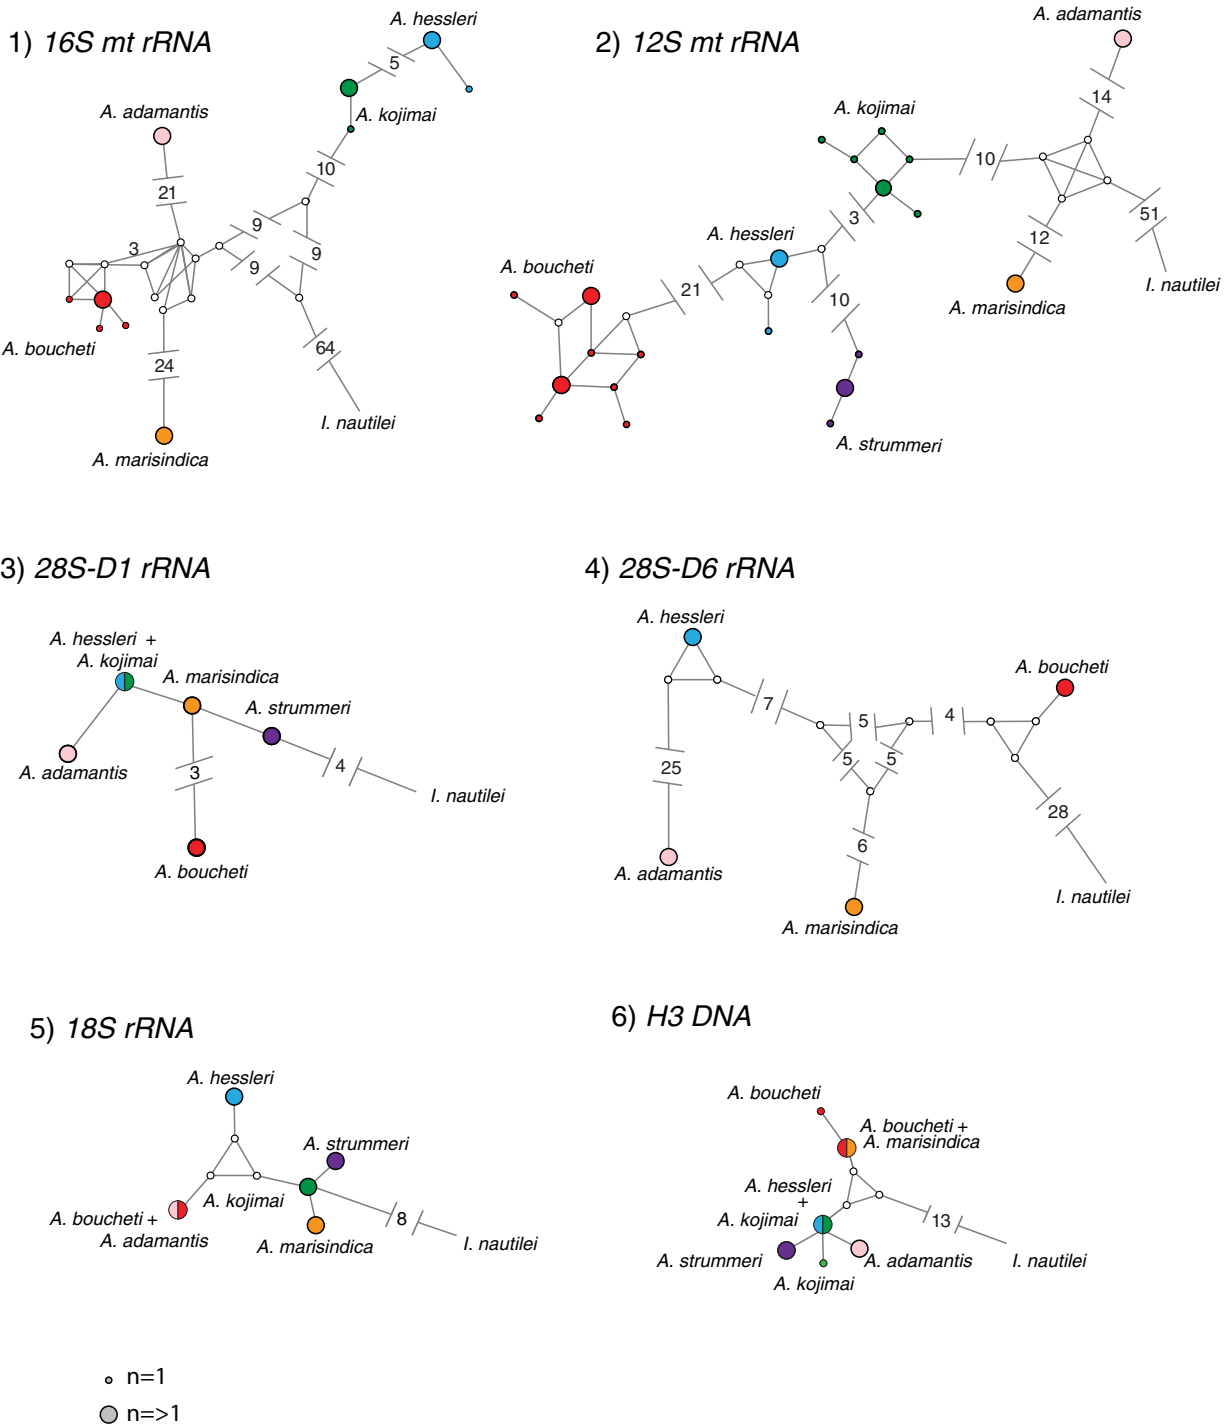 1) 16S mt rRNA
A. hessleri
5
A. kojimai
A. adamantis
10
21
9
3
9
9
A. boucheti
64
24
I. nautilei
A. marisindica
2) 12S mt rRNA
A. adamantis
14
A. kojimai
10
51
3
12
A. hessleri
I. nautilei
A. boucheti
21
10
A. marisindica
A. strummeri
3) 28S-D1 rRNA
A. hessleri +
A. kojimai
A. marisindica
A. strummeri
A. adamantis
3
4
I. nautilei
A. boucheti
4) 28S-D6 rRNA
A. hessleri
A. boucheti
7
5
4
5
5
25
28
6
A. adamantis
I. nautilei
A. marisindica
5) 18S rRNA
A. hessleri
A. strummeri
A. kojimai
A. boucheti +
A. adamantis
8
A. marisindica
I. nautilei
6) H3 DNA
A. boucheti
A. boucheti +
A. marisindica
A. hessleri
+
A. kojimai
13
A. strummeri
A. adamantis
I. nautilei
A. kojimai
n=1
n=>1